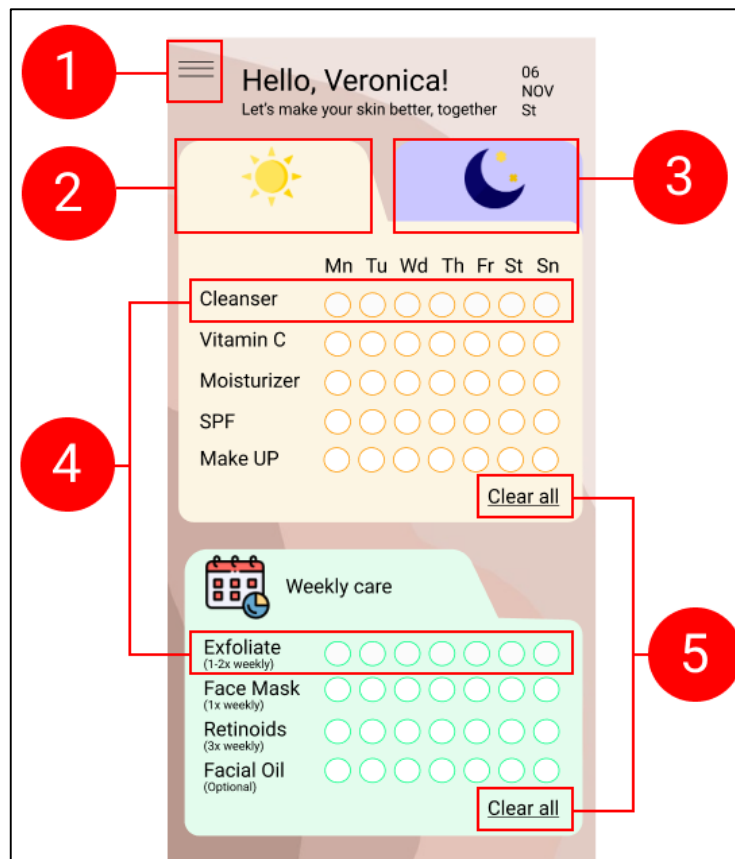 1
Hello, Veronica!
Let's make your skin better, together
06
NOV
St
2
3
Mn Tu Wd Th Fr St Sn
Cleanser
Vitamin C
Moisturizer
SPF
Make UP
4
Clear all
Weekly care
5
Exfoliate
(1-2x weekly)
Face Mask
(1x weekly)
Retinoids
(3x weekly)
Facial Oil
(Optional)
Clear all